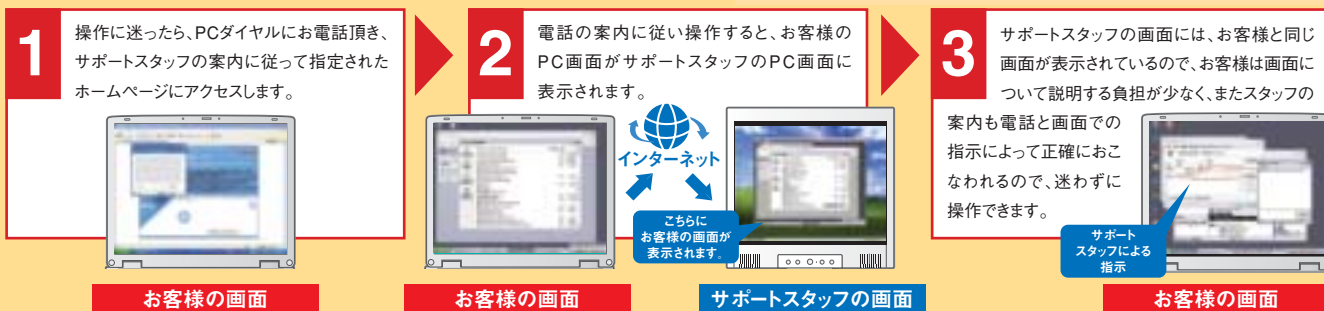 1
操作に迷ったら、PCダイヤルにお電話頂き、
サポートスタッフの案内に従って指定された
ホームページにアクセスします。
お客様の画面
2
電話の案内に従い操作すると、お客様の
PC画面がサポートスタッフのPC画面に
表示されます。
インターネット
こちらに
お客様の画面が
表示されます。
お客様の画面
サポートスタッフの画面
3
サポートスタッフの画面には、お客様と同じ
画面が表示されているので、お客様は画面に
ついて説明する負担が少なく、またスタッフの
案内も電話と画面での
指示によって正確におこ
なわれるので、迷わずに
操作できます。
サポート
スタッフによる
指示
お客様の画面